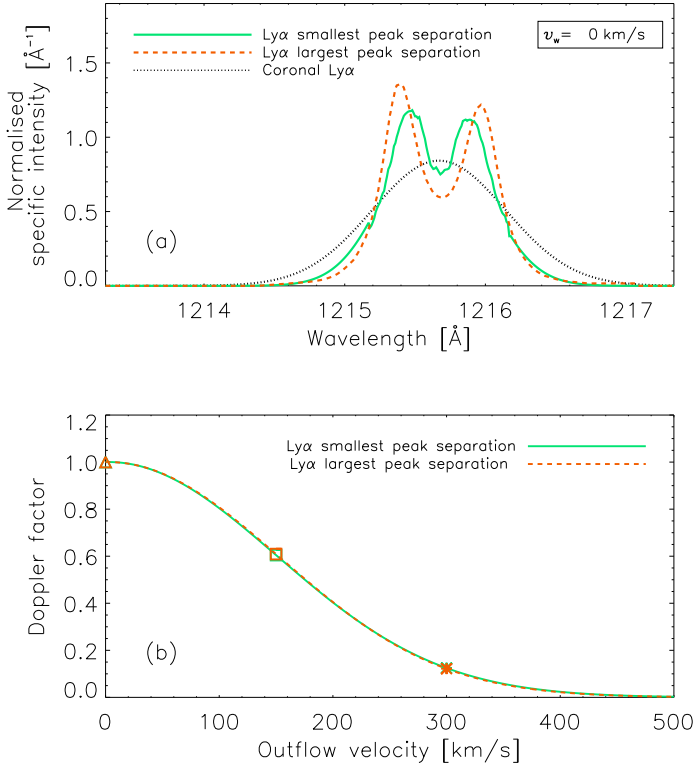 Lyα smallest peak separation
Lyα largest peak separation
Coronal Lyα
υw= 0 km/s
Normalised
specific intensity [Å⁻¹]
1.5
1.0
0.5
0.0
(a)
1214 1215 1216 1217
Wavelength [Å]
1.2
1.0
0.8
0.6
0.4
0.2
0.0
Doppler factor
Lyα smallest peak separation
Lyα largest peak separation
(b)
0 100 200 300 400 500
Outflow velocity [km/s]